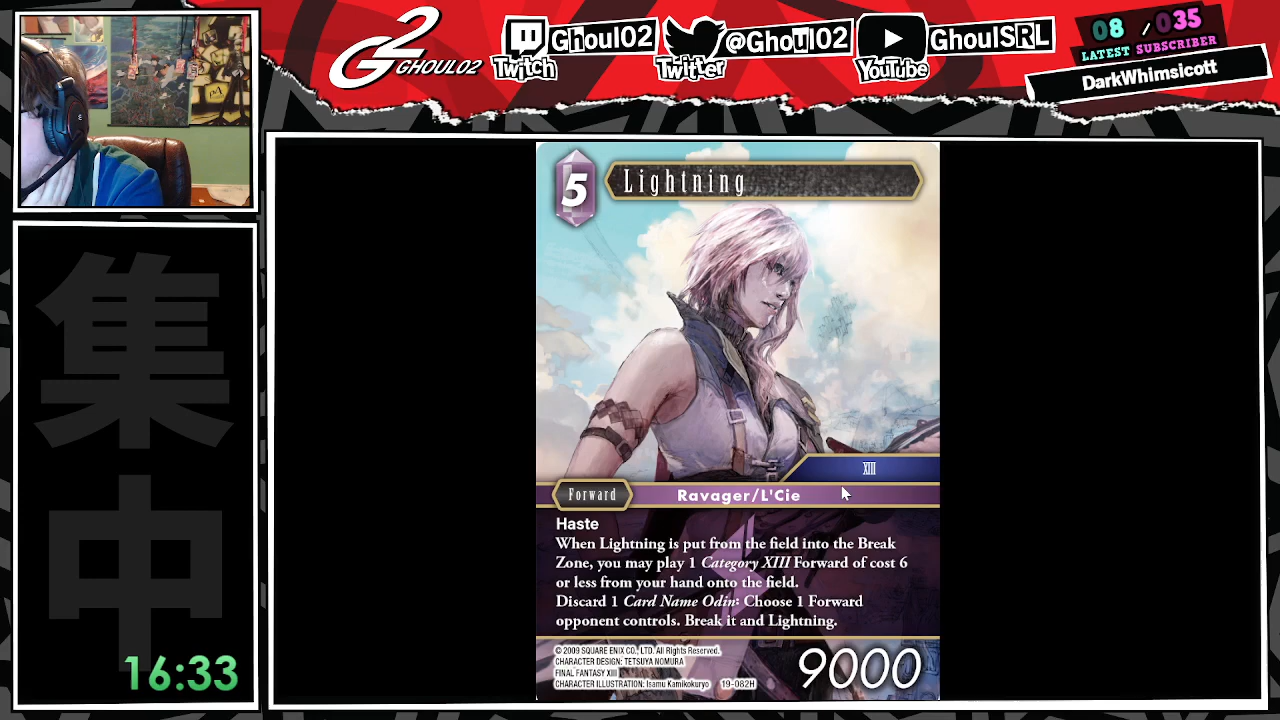 G2
GHOUL02
Ghoul02
Twitch
@Ghoul02
Twitter
GhoulSRL
YouTube
08 / 035
LATEST SUBSCRIBER
DarkWhimsicott
集
中
16:33
5
Lightning
XIII
Forward
Ravager/L'Cie
Haste
When Lightning is put from the field into the Break
Zone, you may play 1 Category XIII Forward of cost 6
or less from your hand onto the field.
Discard 1 Card Name Odin: Choose 1 Forward
opponent controls. Break it and Lightning.
© 2009 SQUARE ENIX CO., LTD. All Rights Reserved.
CHARACTER DESIGN: TETSUYA NOMURA
FINAL FANTASY XIII
CHARACTER ILLUSTRATION: Isamu Kamikokuryo 19-082H
9000